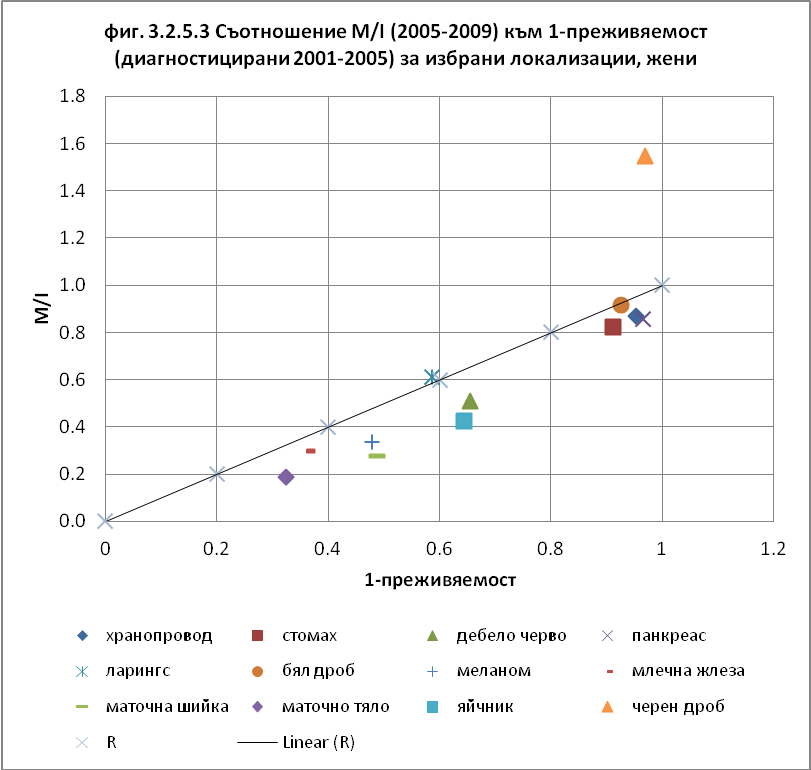 фиг. 3.2.5.3 Съотношение M/I (2005-2009) към 1-преживяемост
(диагностицирани 2001-2005) за избрани локализации, жени
1.8
1.6
1.4
1.2
1.0
0.8
0.6
0.4
0.2
0.0
M/I
0 0.2 0.4 0.6 0.8 1 1.2
1-преживяемост
хранопровод стомах дебело черво панкреас
ларингс бял дроб меланом млечна жлеза
маточна шийка маточно тяло яйчник черен дроб
R Linear (R)